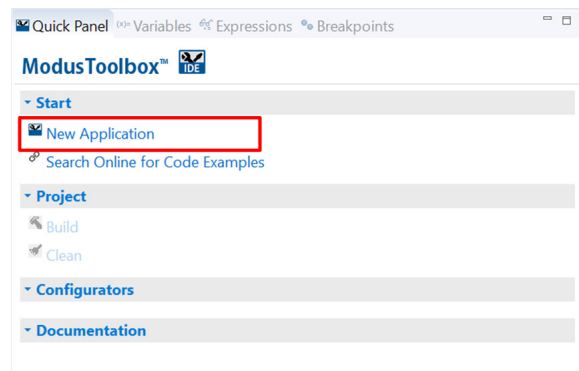 Quick Panel (x)= Variables Expressions Breakpoints
ModusToolbox™ IDE
Start
New Application
Search Online for Code Examples
Project
Build
Clean
Configurators
Documentation